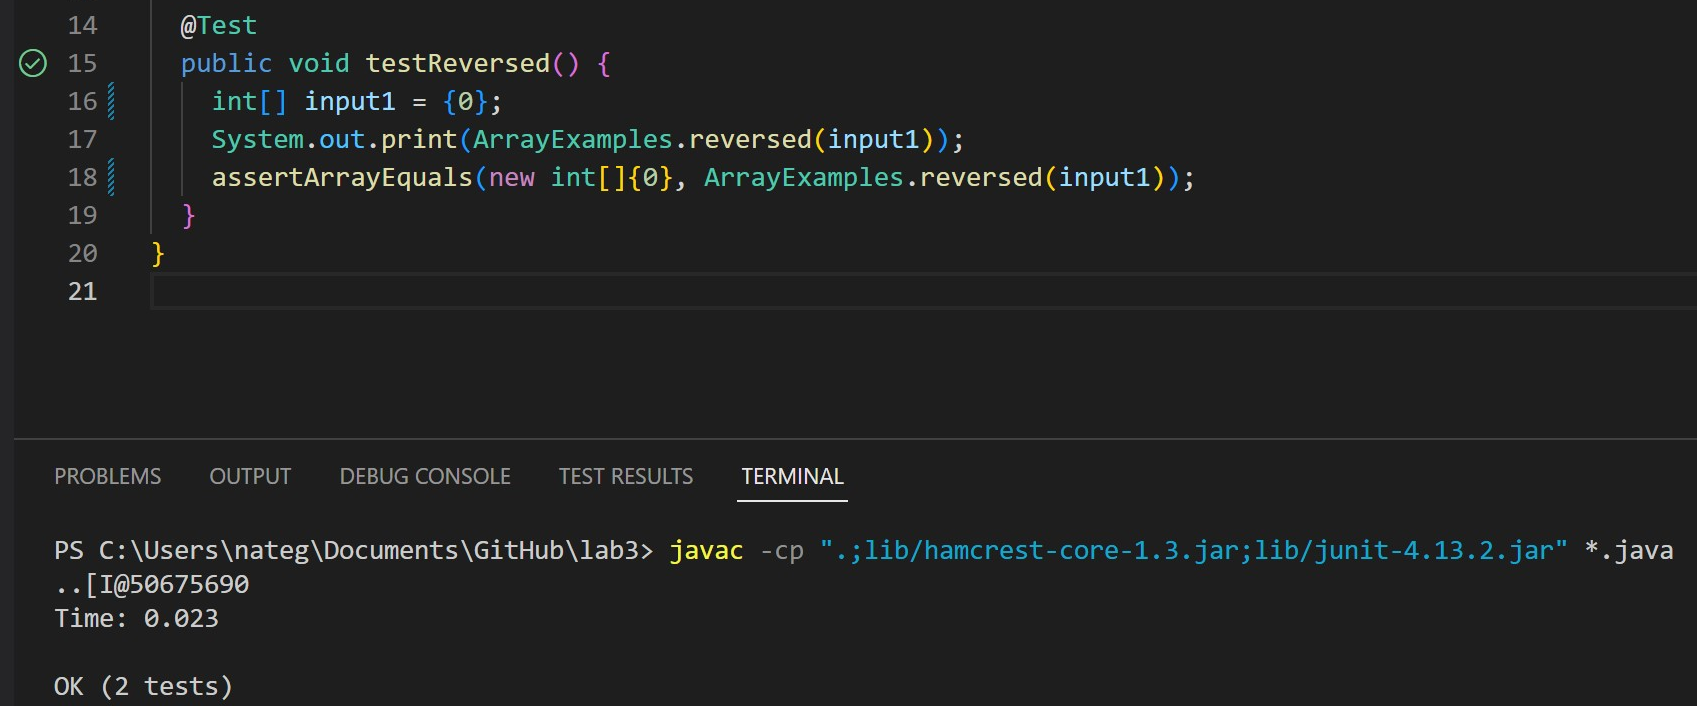 14 @Test
15 public void testReversed() {
16 int[] input1 = {0};
17 System.out.print(ArrayExamples.reversed(input1));
18 assertArrayEquals(new int[]{0}, ArrayExamples.reversed(input1));
19 }
20 }
21
PROBLEMS OUTPUT DEBUG CONSOLE TEST RESULTS TERMINAL
PS C:\Users\nateg\Documents\GitHub\lab3> javac -cp ".;lib/hamcrest-core-1.3.jar;lib/junit-4.13.2.jar" *.java
..[I@50675690
Time: 0.023
OK (2 tests)